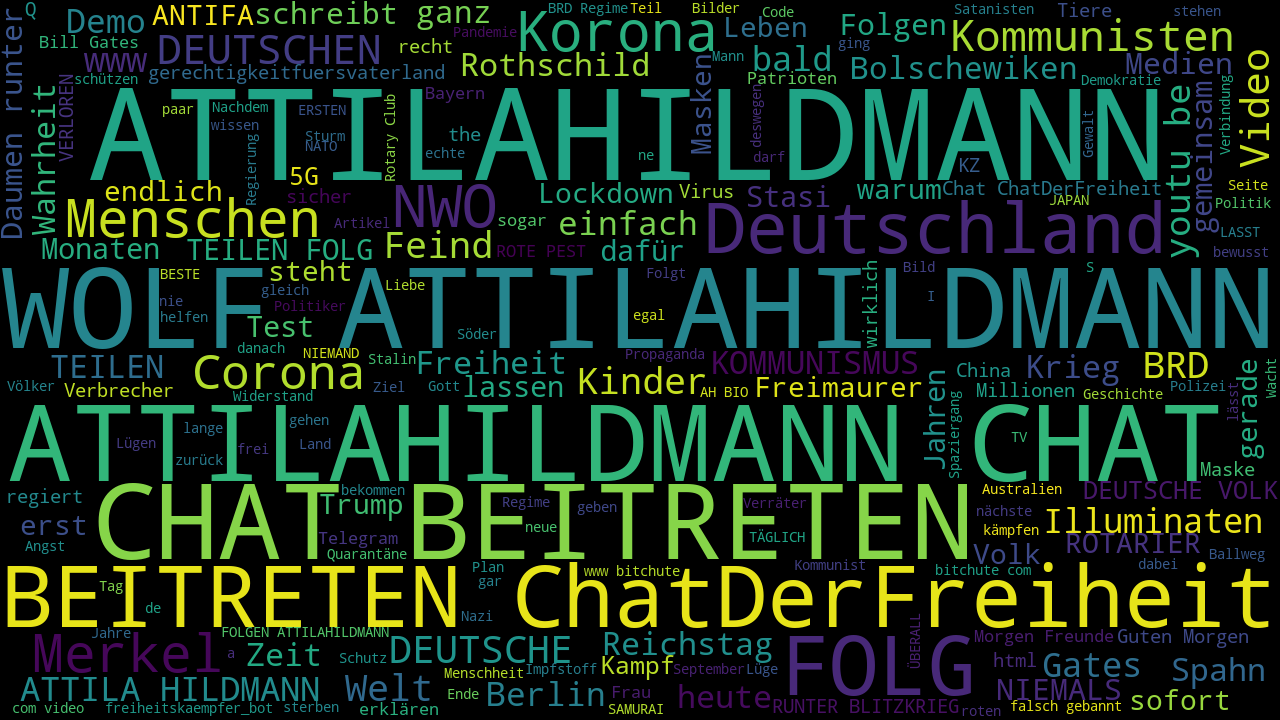 Q
Demo
ANTIFA
schreibt ganz
BRD Regime
Teil
Bilder
Korona
Leben
Code
Folgen
Satanisten
Tiere
stehen
Daumen runter
Bill Gates
www
DEUTSCHEN
recht
Pandemie
Mann
bald
ging
Kommunisten
Medien
Video
schützen
gerechtigkeitfuersvaterland
Rothschild
Masken
Patrioten
Bolschewiken
Demokratie
VERLOREN
Wahrheit
ATTILAHILDMANN
paar
Nachdem
ERSTEN
wissen
Sturm
NATO
Regierung
Rotary Club
Bayern
the
echte
ne
deswegen
darf
Gewalt
KZ
youtu be
gemeinsam
Verbindung
endlich
5G
sicher
NWO
Lockdown
Virus
Stasi
warum
Chat ChatDerFreiheit
JAPAN
Seite
Politik
Menschen
Artikel
sogar
einfach
Deutschland
LASST
Monaten
TEILEN FOLG
Feind
ROTE PEST
dafür
bewusst
WOLF ATTILAHILDMANN
BESTE
steht
gleich
nie
helfen
Politiker
Liebe
Folgt
egal
wirklich
Bild
I
S
Test
Söder
danach
NIEMAND
Stalin
Freiheit
Propaganda
KOMMUNISMUS
China
Krieg
BRD
gerade
Wacht
TEILEN
Corona
Völker
Verbrecher
Widerstand
Ziel
Gott
lassen
Kinder
AH BIO
Freimaurer
Jahren
Millionen
Geschichte
Polizei
lässt
ATTILAHILDMANN CHAT
Lügen
lange
gehen
zurück
frei
Land
Spaziergang
TV
Maske
regiert
CHAT BEITRETEN
bekommen
Trump
Regime
geben
Verräter
Australien
DEUTSCHE VOLK
erst
Telegram
neue
TÄGLICH
nächste
kämpfen
Illuminaten
Angst
Quarantäne
Volk
ROTARIER
Ballweg
BEITRETEN ChatDerFreiheit
Tag
Plan
gar
www bitchute
Kommunist
bitchute com
dabei
de
Nazi
Jahre
FOLGEN ATTILAHILDMANN
Merkel
a
Zeit
Schutz
DEUTSCHE
Reichstag
FOLG
ÜBERALL
Morgen Freunde
Guten Morgen
Menschheit
Impfstoff
Kampf
September
Lüge
html
Gates
Spahn
ATTILA HILDMANN
Welt
Ende
Berlin
Frau
heute
NIEMALS
com video
freiheitskaempfer_bot
sterben
erklären
SAMURAI
RUNTER BLITZKRIEG
roten
falsch gebannt
sofort